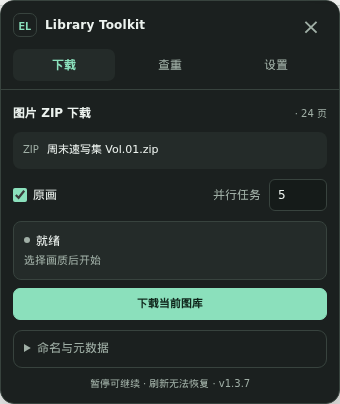 EL Library Toolkit
下载 查重 设置
图片 ZIP 下载 · 24 页
ZIP 周末速写集 Vol.01.zip
原画 并行任务 5
就绪
选择画质后开始
下载当前图库
命名与元数据
暂停可继续 · 刷新无法恢复 · v1.3.7